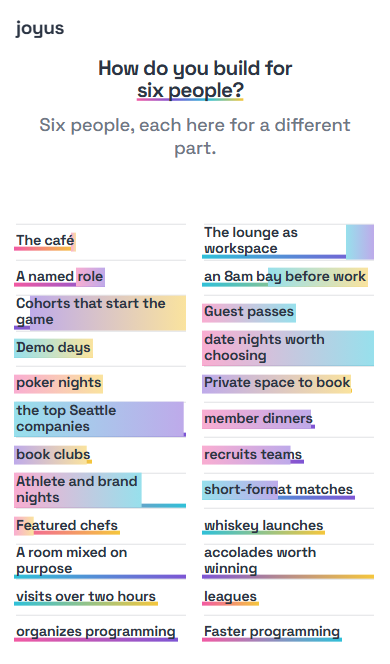 joyus
How do you build for
six people?
Six people, each here for a different
part.
The café
The lounge as
workspace
A named role
an 8am bay before work
Cohorts that start the
game
Guest passes
Demo days
date nights worth
choosing
poker nights
Private space to book
the top Seattle
companies
member dinners
book clubs
recruits teams
Athlete and brand
nights
short-format matches
Featured chefs
whiskey launches
A room mixed on
purpose
accolades worth
winning
visits over two hours
leagues
organizes programming
Faster programming